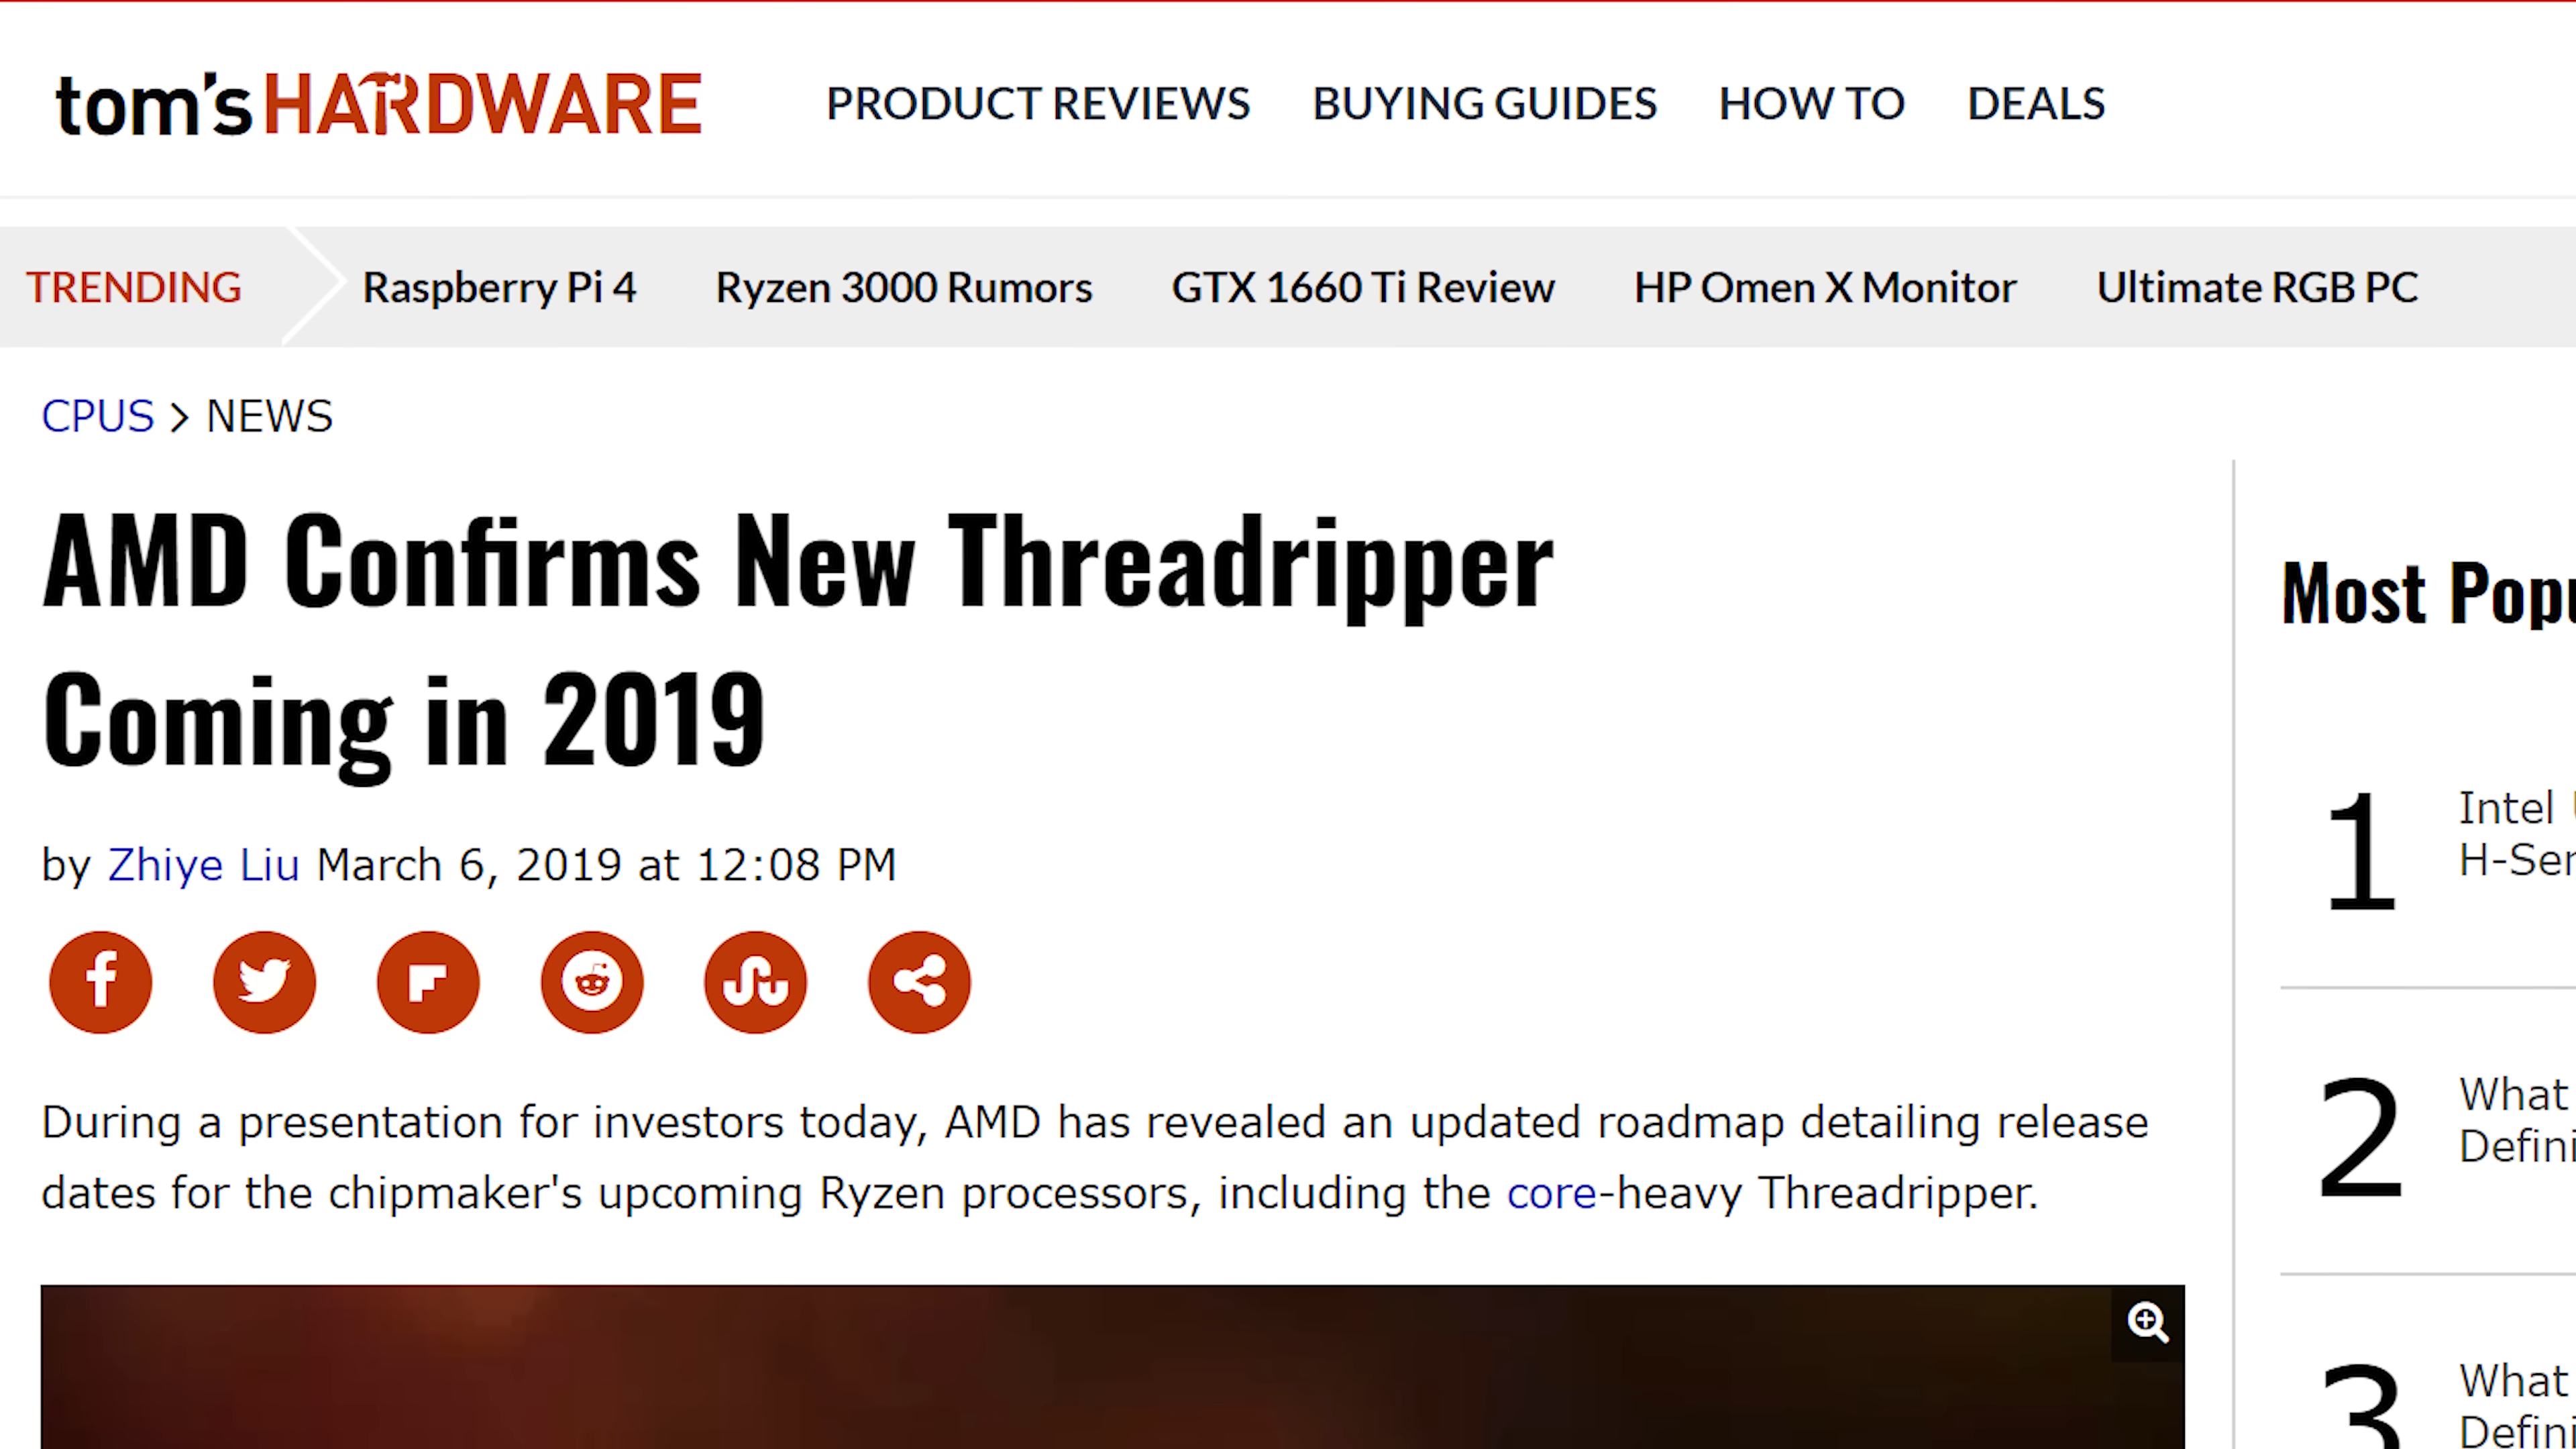 tom's HARDWARE
PRODUCT REVIEWS BUYING GUIDES HOW TO DEALS
TRENDING Raspberry Pi 4 Ryzen 3000 Rumors GTX 1660 Ti Review HP Omen X Monitor Ultimate RGB PC
CPUS > NEWS
AMD Confirms New Threadripper
Coming in 2019
by Zhiye Liu March 6, 2019 at 12:08 PM
During a presentation for investors today, AMD has revealed an updated roadmap detailing release
dates for the chipmaker's upcoming Ryzen processors, including the core-heavy Threadripper.
Most
1
Intel
2
What
3
What